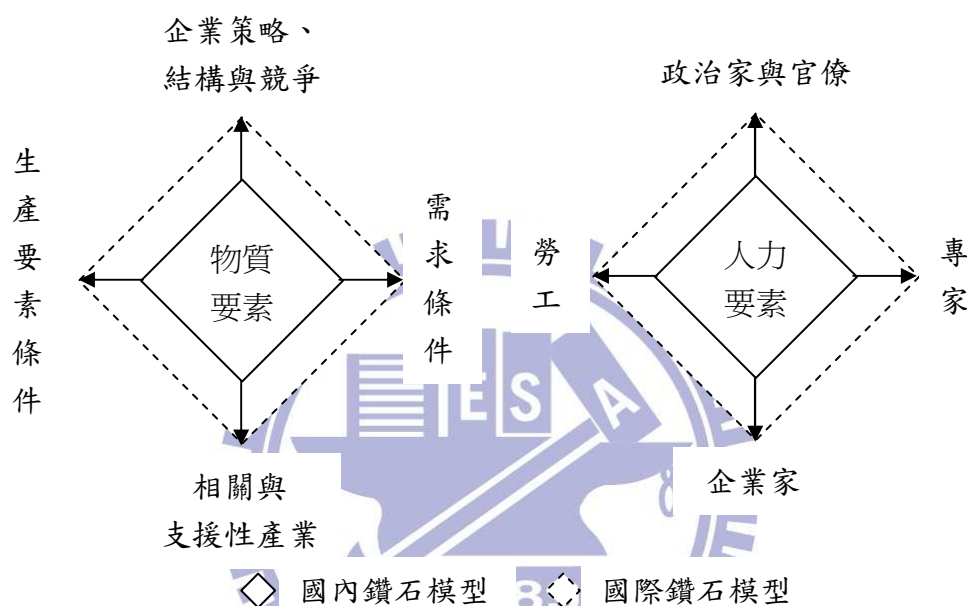 企業策略、
結構與競爭
政治家與官僚
生產要素條件
物質
要素
需求條件
勞工
人力
要素
專家
相關與
支援性產業
企業家
國內鑽石模型
國際鑽石模型
E S A
8